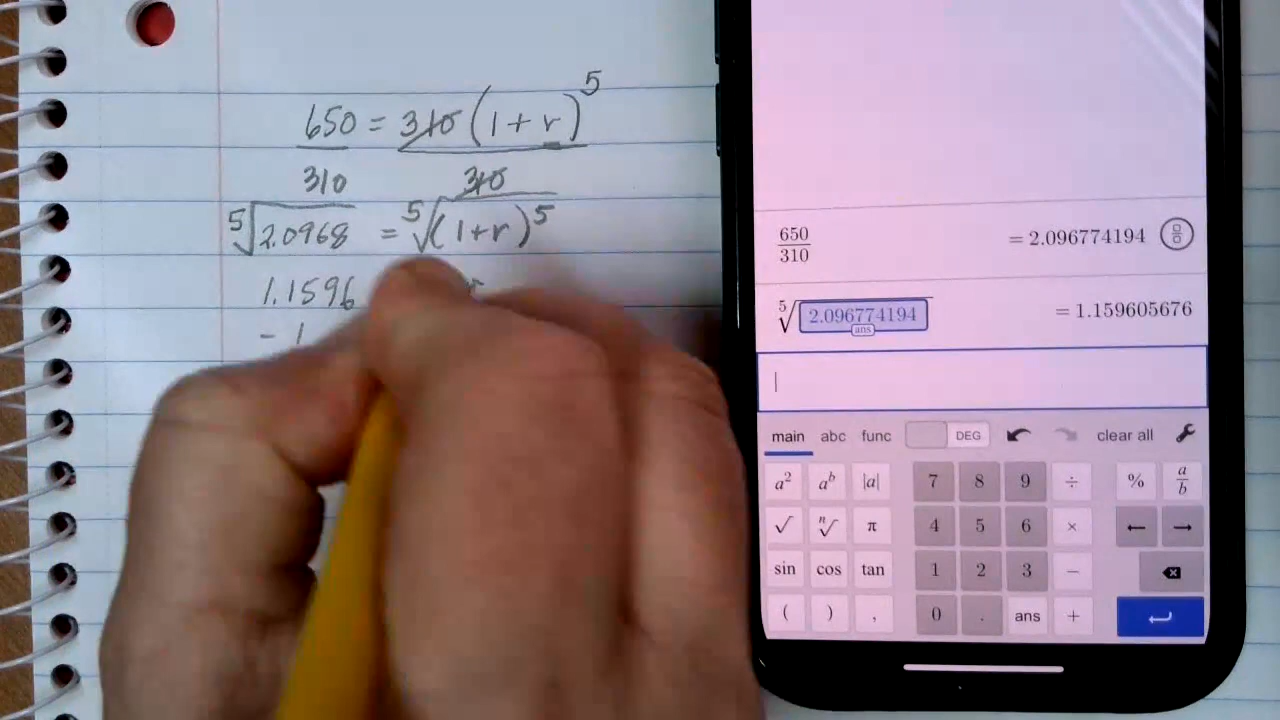 650 = 310 (1 + r)^5
310 310
5√2.0968 = 5√(1+r)^5
1.1596
- 1
650/310 = 2.096774194
5√2.096774194 = 1.159605676
ans
main abc func DEG clear all
a² a^b |a| 7 8 9 ÷ % a/b
√ n√ π 4 5 6 × ← →
sin cos tan 1 2 3 −
( ) , 0 . ans +